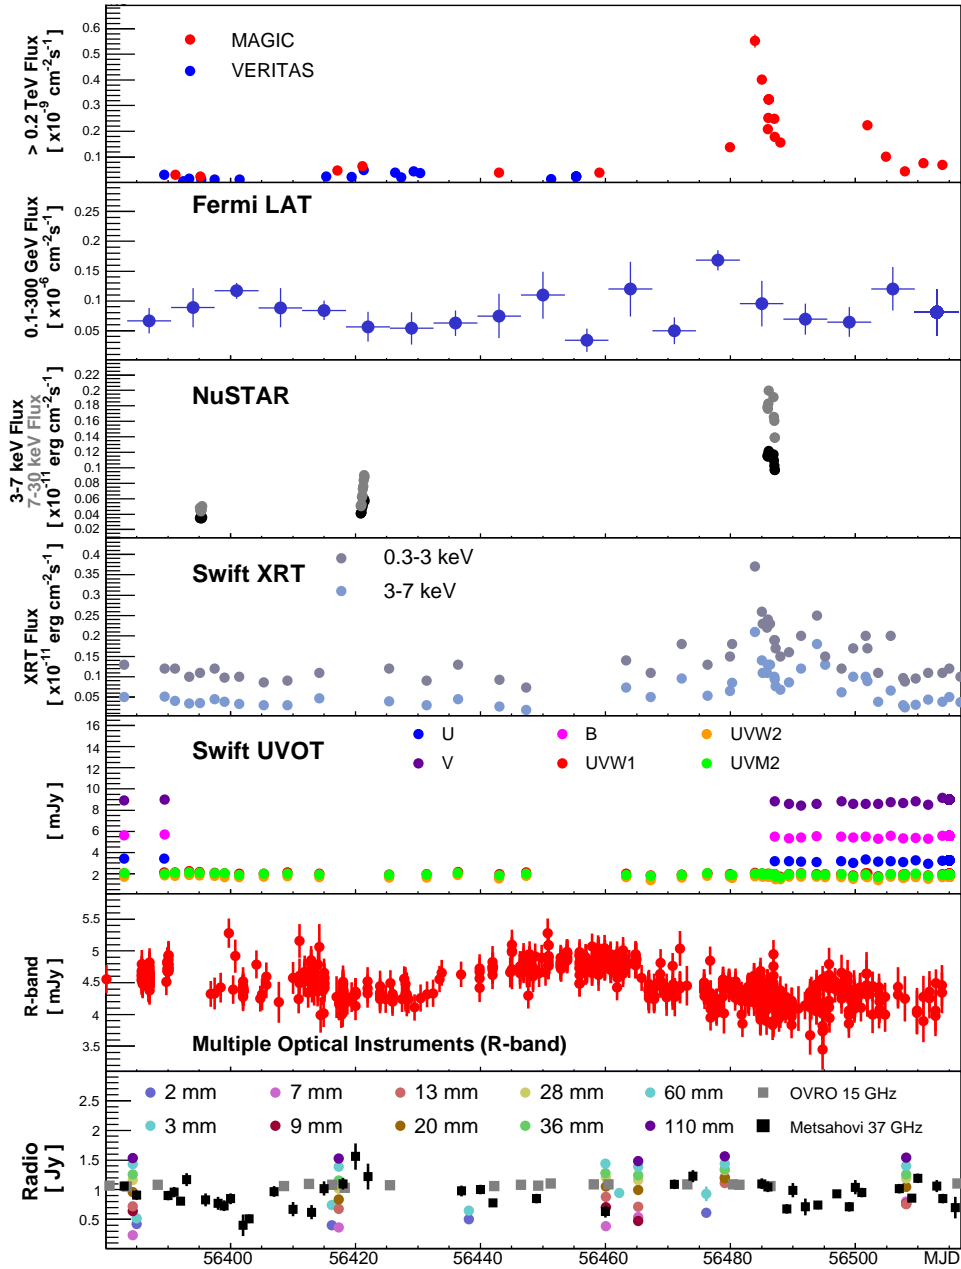 > 0.2 TeV Flux
[ x10-9 cm-2s-1 ]
0.6
0.5
0.4
0.3
0.2
0.1
MAGIC
VERITAS
0.1-300 GeV Flux
[ x10-6 cm-2s-1 ]
0.25
0.2
0.15
0.1
0.05
Fermi LAT
3-7 keV Flux
7-30 keV Flux
[ x10-11 erg cm-2s-1 ]
0.22
0.2
0.18
0.16
0.14
0.12
0.1
0.08
0.06
0.04
0.02
NuSTAR
XRT Flux
[ x10-11 erg cm-2s-1 ]
0.4
0.35
0.3
0.25
0.2
0.15
0.1
0.05
Swift XRT
0.3-3 keV
3-7 keV
[ mJy ]
16
14
12
10
8
6
4
2
Swift UVOT
U B UVW2
V UVW1 UVM2
R-band
[ mJy ]
5.5
5
4.5
4
3.5
Multiple Optical Instruments (R-band)
Radio
[ Jy ]
2.5
2
1.5
1
0.5
2 mm 7 mm 13 mm 28 mm 60 mm OVRO 15 GHz
3 mm 9 mm 20 mm 36 mm 110 mm Metsahovi 37 GHz
56400 56420 56440 56460 56480 56500 MJD